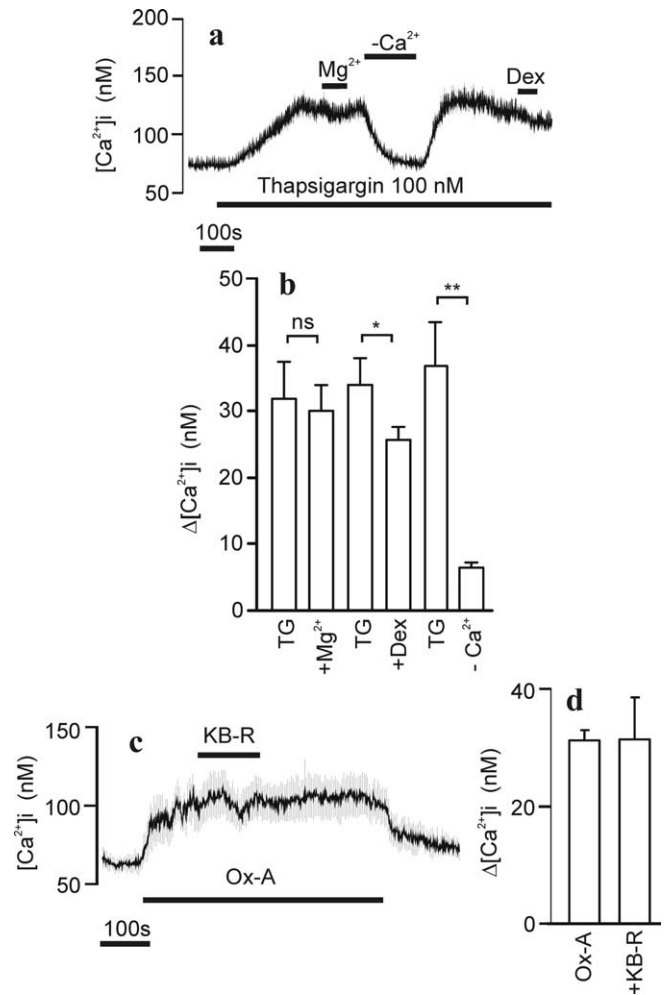 a
-Ca²⁺
Mg²⁺
Dex
[Ca²⁺]i (nM)
200
150
100
50
Thapsigargin 100 nM
100s
b
50
40
30
20
10
0
Δ[Ca²⁺]i (nM)
ns
*
**
TG
+Mg²⁺
TG
+Dex
TG
- Ca²⁺
c
KB-R
[Ca²⁺]i (nM)
150
100
50
Ox-A
100s
d
Δ[Ca²⁺]i (nM)
40
20
0
Ox-A
+KB-R